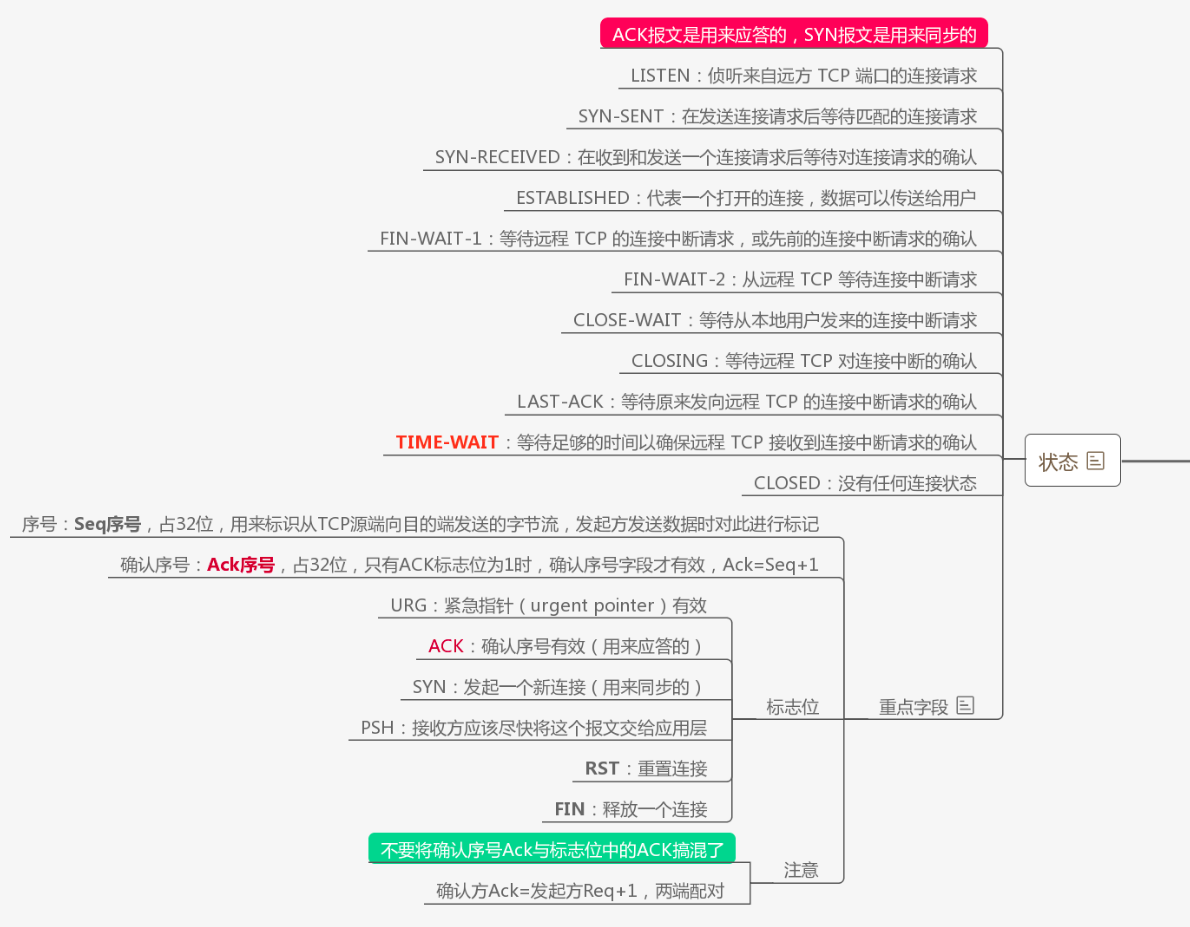 ACK报文是用来应答的，SYN报文是用来同步的
LISTEN：侦听来自远方 TCP 端口的连接请求
SYN-SENT：在发送连接请求后等待匹配的连接请求
SYN-RECEIVED：在收到和发送一个连接请求后等待对连接请求的确认
ESTABLISHED：代表一个打开的连接，数据可以传送给用户
FIN-WAIT-1：等待远程 TCP 的连接中断请求，或先前的连接中断请求的确认
FIN-WAIT-2：从远程 TCP 等待连接中断请求
CLOSE-WAIT：等待从本地用户发来的连接中断请求
CLOSING：等待远程 TCP 对连接中断的确认
LAST-ACK：等待原来发向远程 TCP 的连接中断请求的确认
TIME-WAIT：等待足够的时间以确保远程 TCP 接收到连接中断请求的确认
状态
CLOSED：没有任何连接状态
序号：Seq序号，占32位，用来标识从TCP源端向目的端发送的字节流，发起方发送数据时对此进行标记
确认序号：Ack序号，占32位，只有ACK标志位为1时，确认序号字段才有效，Ack=Seq+1
URG：紧急指针（urgent pointer）有效
ACK：确认序号有效（用来应答的）
SYN：发起一个新连接（用来同步的）
标志位
重点字段
PSH：接收方应该尽快将这个报文交给应用层
RST：重置连接
FIN：释放一个连接
不要将确认序号Ack与标志位中的ACK搞混了
注意
确认方Ack=发起方Req+1，两端配对